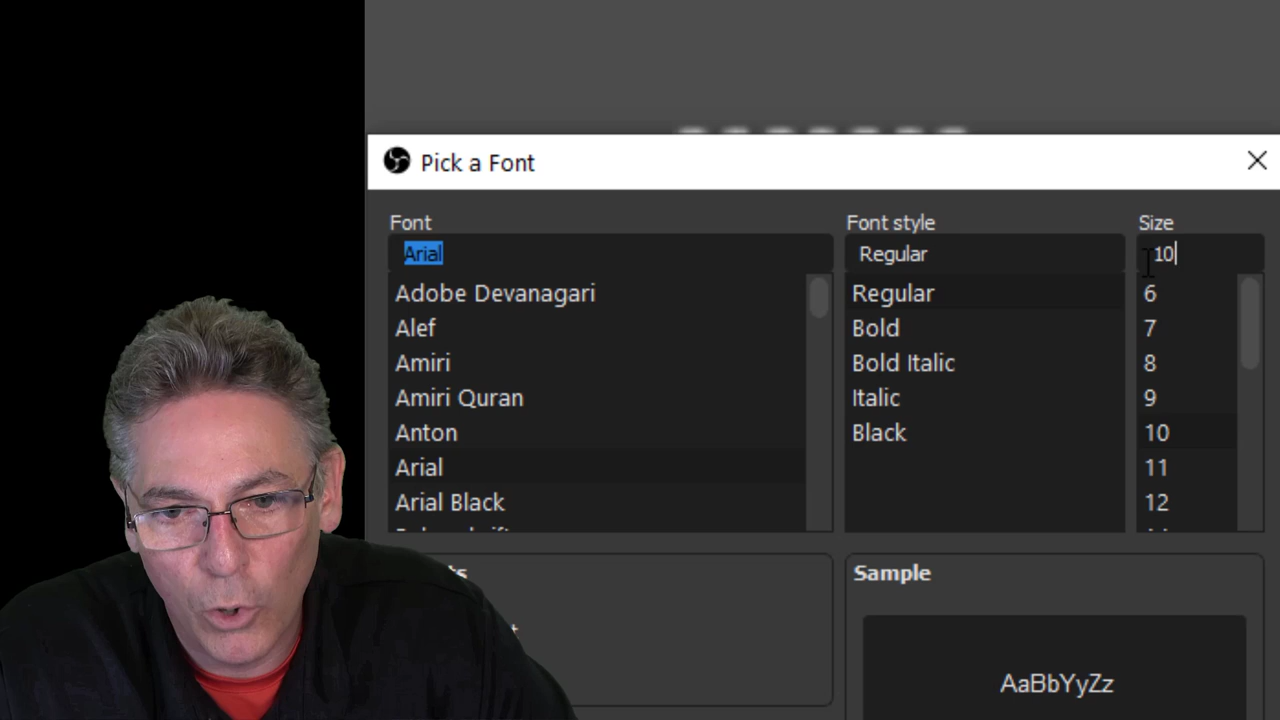 Pick a Font
Font
Font style
Size
Arial
Regular
10
Adobe Devanagari
Regular
6
Alef
Bold
7
Amiri
Bold Italic
8
Amiri Quran
Italic
9
Anton
Black
10
Arial
11
Arial Black
12
Sample
AaBbYyZz